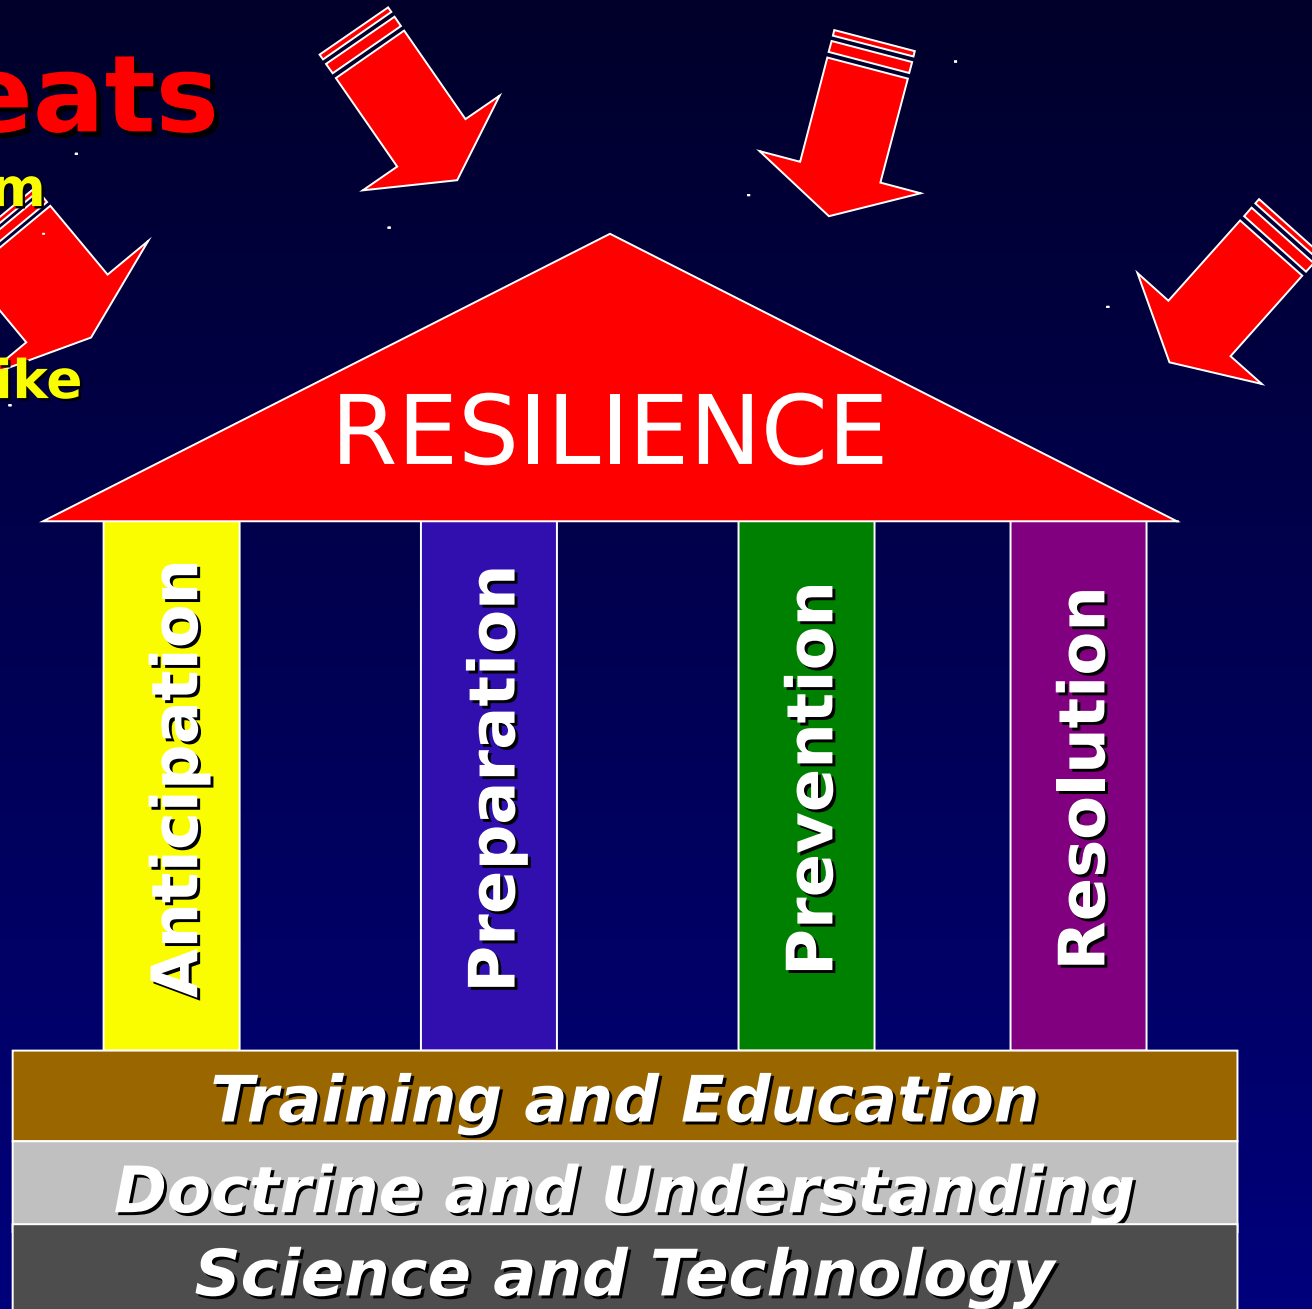 eats
m
ike
RESILIENCE
Anticipation
Preparation
Prevention
Resolution
Training and Education
Doctrine and Understanding
Science and Technology